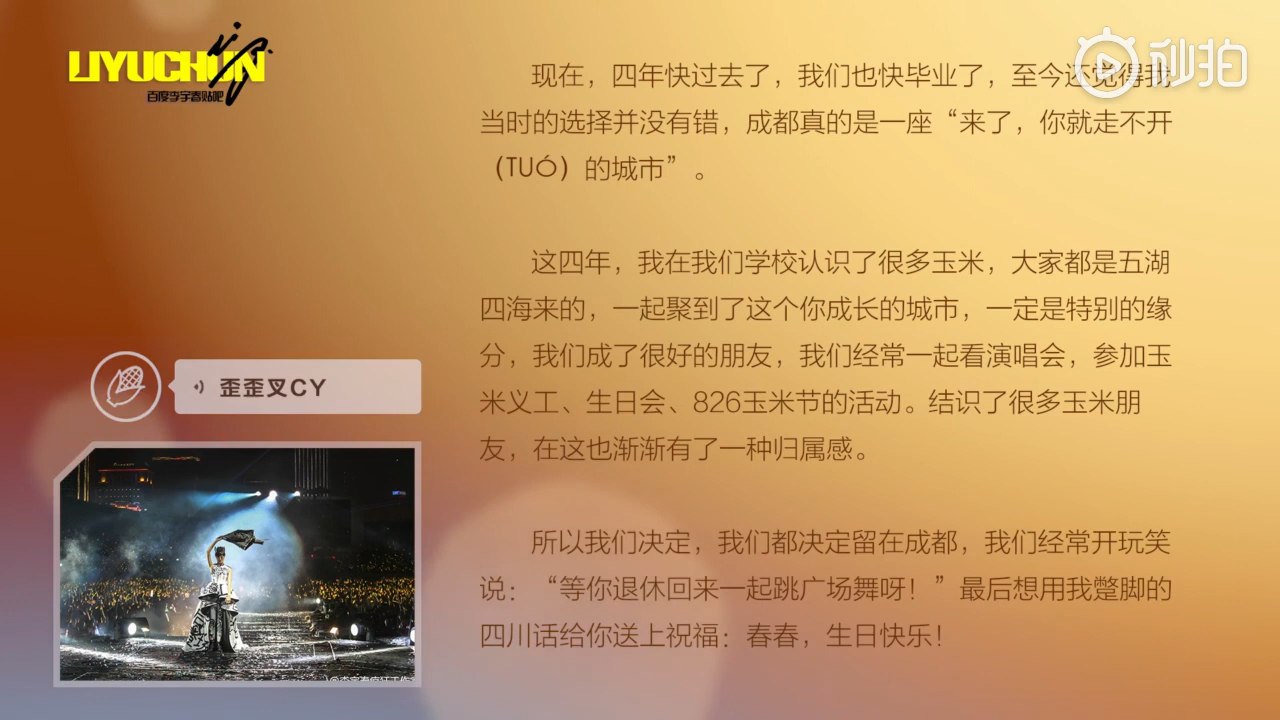 LIYUCHUN
百度李宇春贴吧
秒拍
现在，四年快过去了，我们也快毕业了，至今还觉得我
当时的选择并没有错，成都真的是一座“来了，你就走不开
（TUÓ）的城市”。
这四年，我在我们学校认识了很多玉米，大家都是五湖
四海来的，一起聚到了这个你成长的城市，一定是特别的缘
分，我们成了很好的朋友，我们经常一起看演唱会，参加玉
米义工、生日会、826玉米节的活动。结识了很多玉米朋
友，在这也渐渐有了一种归属感。
所以我们决定，我们都决定留在成都，我们经常开玩笑
说：“等你退休回来一起跳广场舞呀！”最后想用我蹩脚的
四川话给你送上祝福：春春，生日快乐！
歪歪叉CY